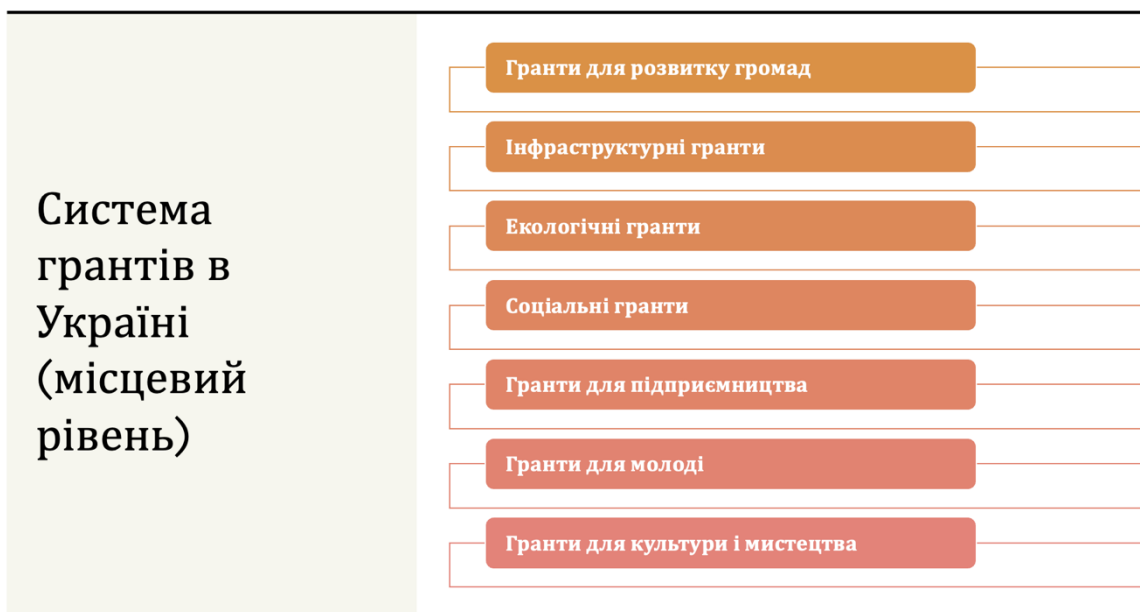 Система
грантів в
Україні
(місцевий
рівень)
Гранти для розвитку громад
Інфраструктурні гранти
Екологічні гранти
Соціальні гранти
Гранти для підприємництва
Гранти для молоді
Гранти для культури і мистецтва